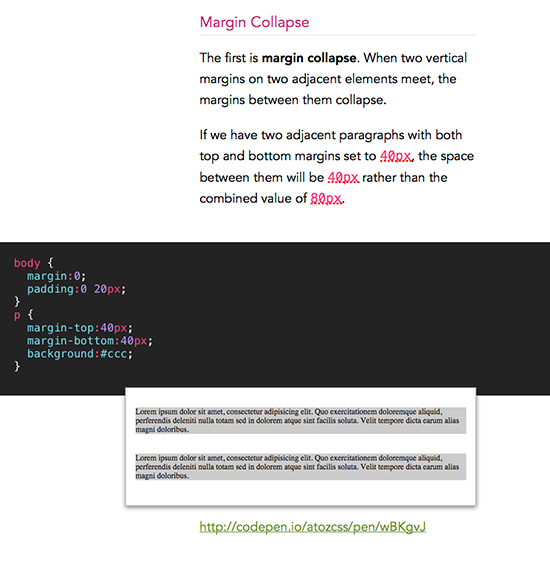 Margin Collapse
The first is margin collapse. When two vertical
margins on two adjacent elements meet, the
margins between them collapse.
If we have two adjacent paragraphs with both
top and bottom margins set to 40px, the space
between them will be 40px rather than the
combined value of 80px.
body {
  margin:0;
  padding:0 20px;
}
p {
  margin-top:40px;
  margin-bottom:40px;
  background:#ccc;
}
Lorem ipsum dolor sit amet, consectetur adipisicing elit. Quo exercitationem doloremque aliquid,
perferendis deleniti nulla totam sed in dolorem atque sint facilis soluta. Velit tempore dicta earum alias
magni doloribus.
Lorem ipsum dolor sit amet, consectetur adipisicing elit. Quo exercitationem doloremque aliquid,
perferendis deleniti nulla totam sed in dolorem atque sint facilis soluta. Velit tempore dicta earum alias
magni doloribus.
http://codepen.io/atozcss/pen/wBKgvJ